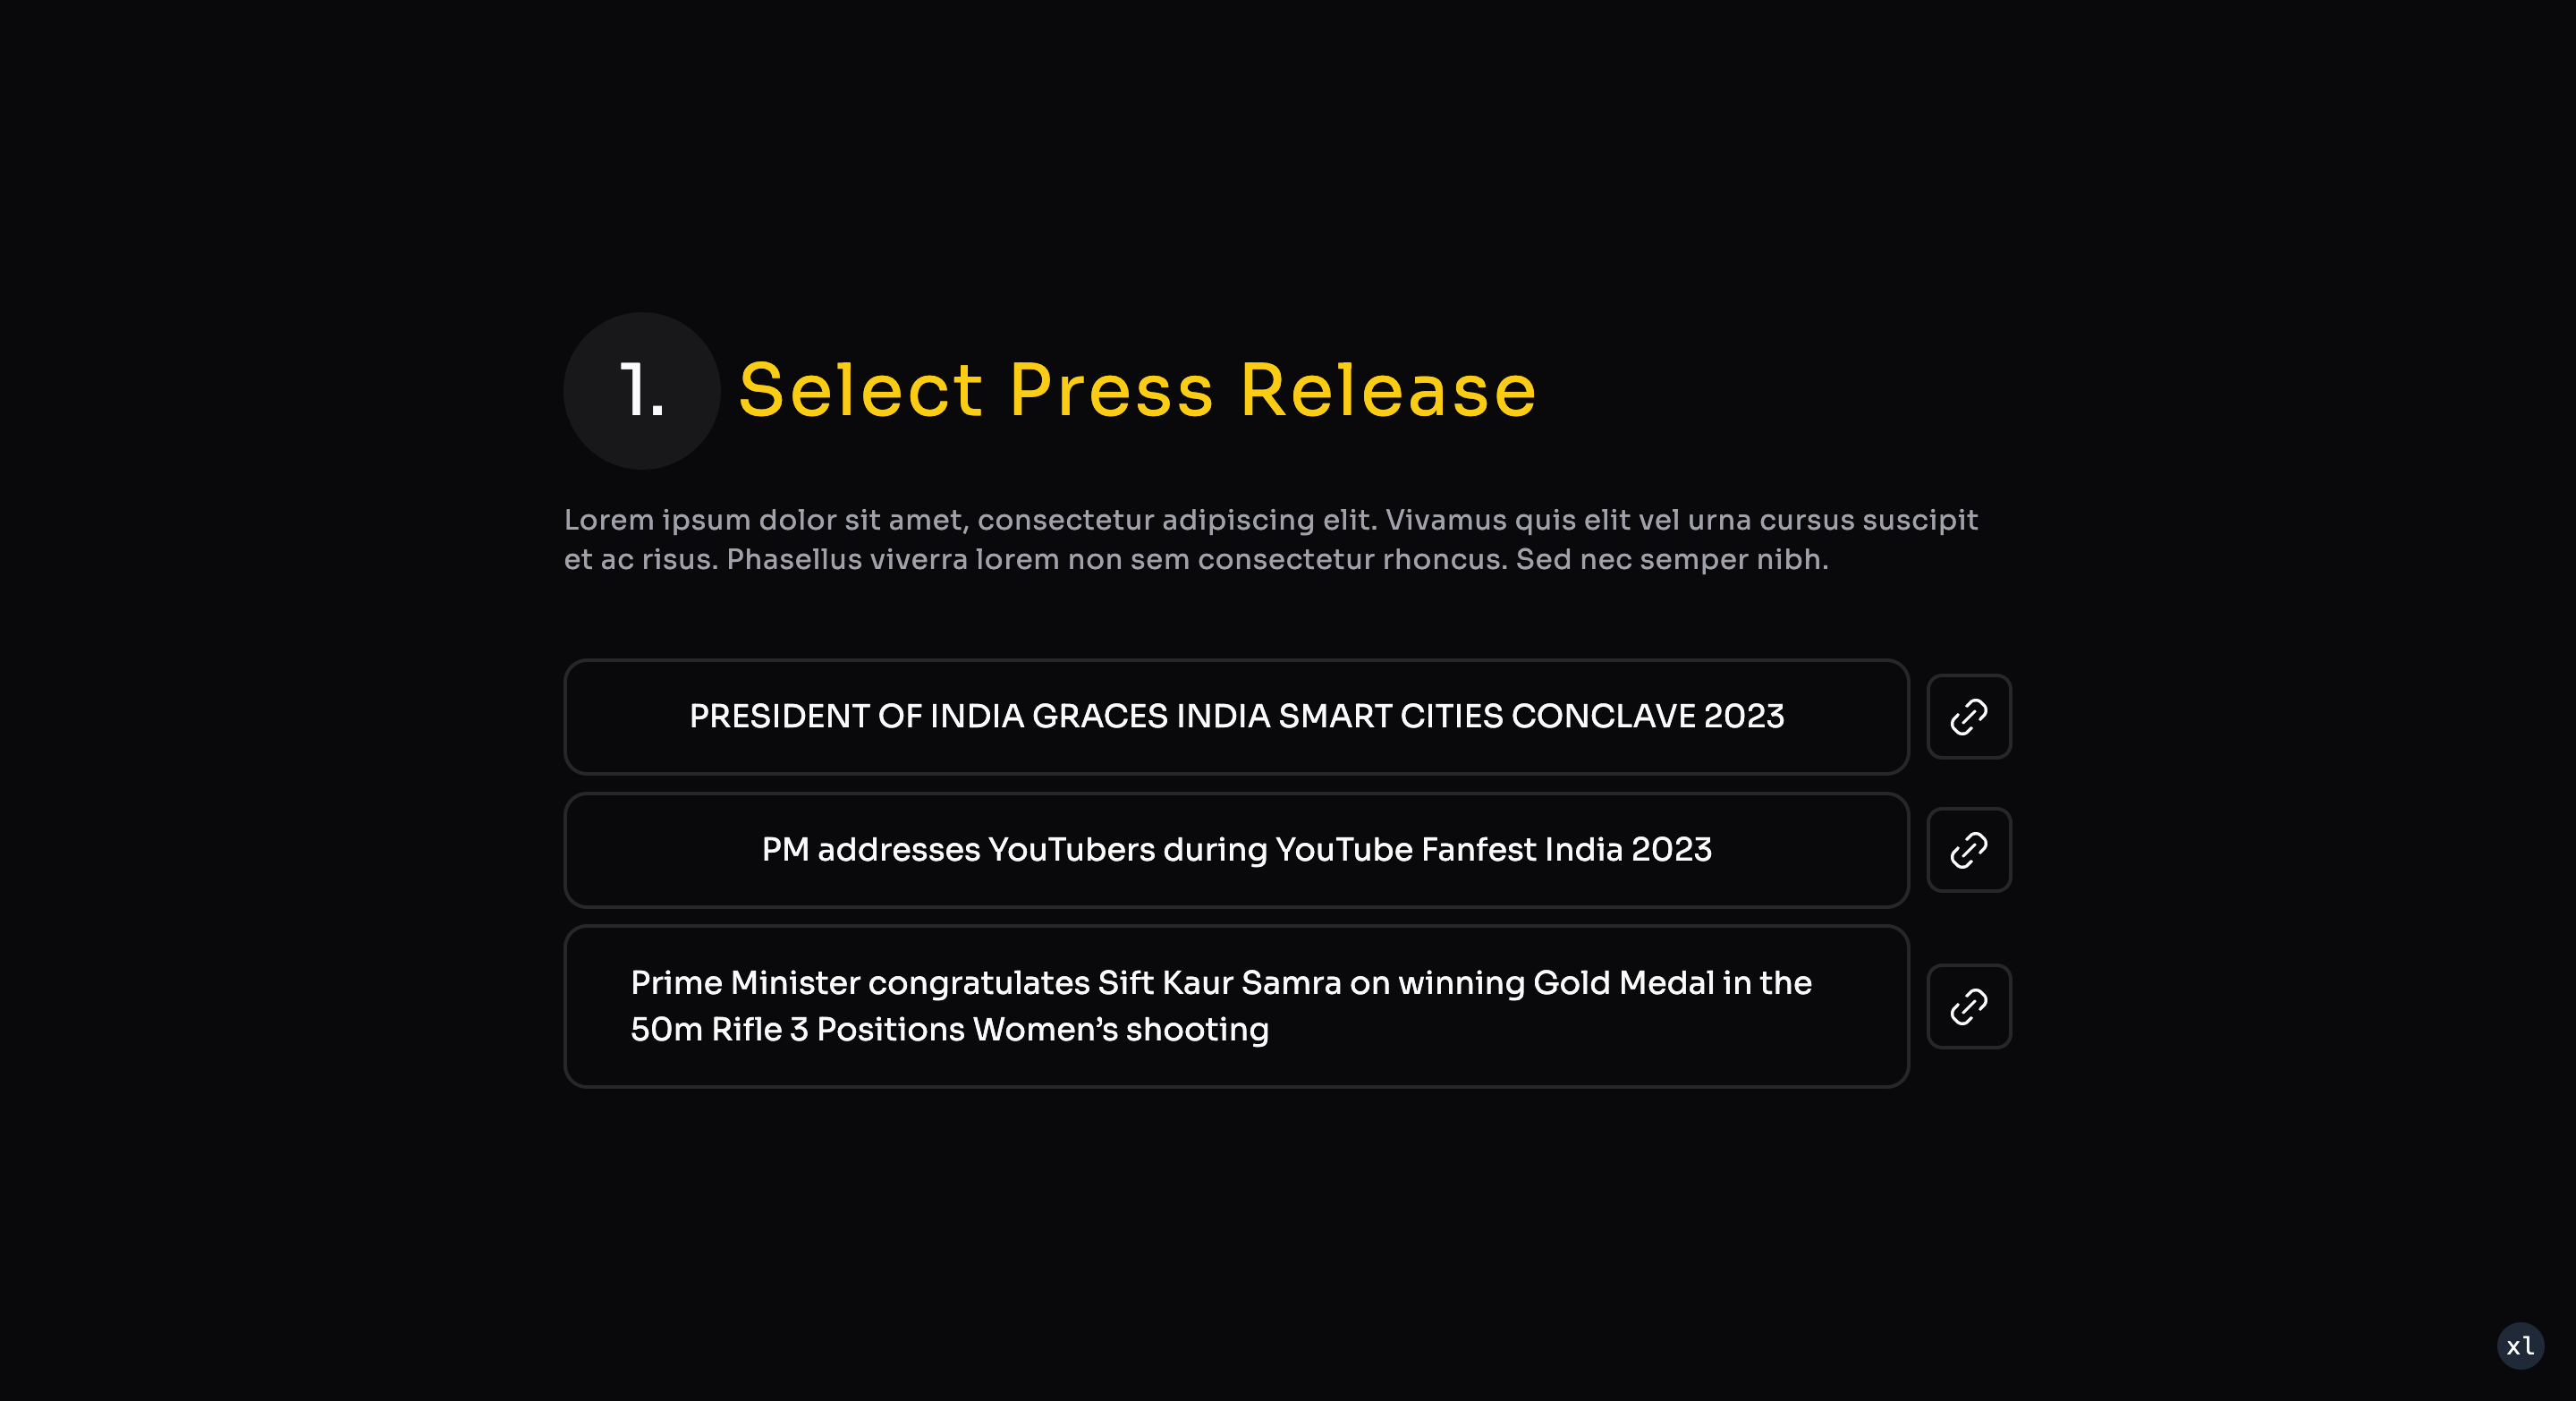 1. Select Press Release
Lorem ipsum dolor sit amet, consectetur adipiscing elit. Vivamus quis elit vel urna cursus suscipit
et ac risus. Phasellus viverra lorem non sem consectetur rhoncus. Sed nec semper nibh.
PRESIDENT OF INDIA GRACES INDIA SMART CITIES CONCLAVE 2023
PM addresses YouTubers during YouTube Fanfest India 2023
Prime Minister congratulates Sift Kaur Samra on winning Gold Medal in the
50m Rifle 3 Positions Women’s shooting
xl